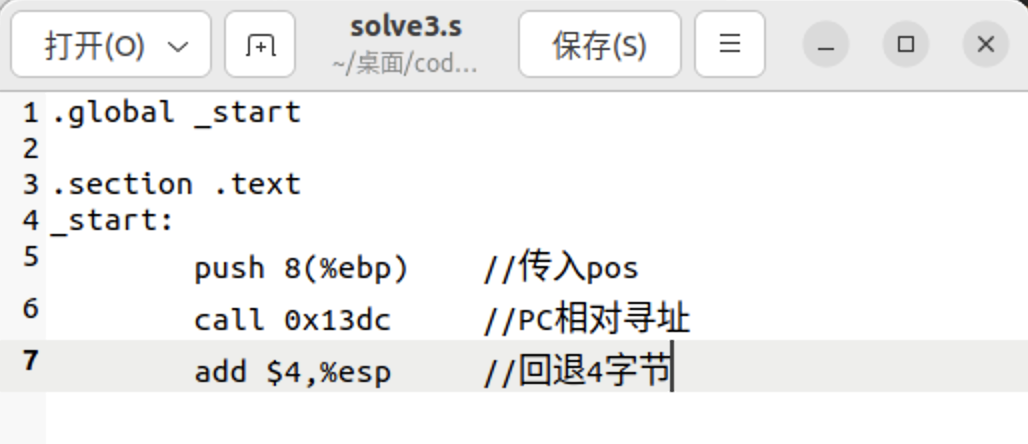 打开(O)
solve3.s
~/桌面/cod...
保存(S)
1 .global _start
2
3 .section .text
4 _start:
5 push 8(%ebp) //传入pos
6 call 0x13dc //PC相对寻址
7 add $4,%esp //回退4字节